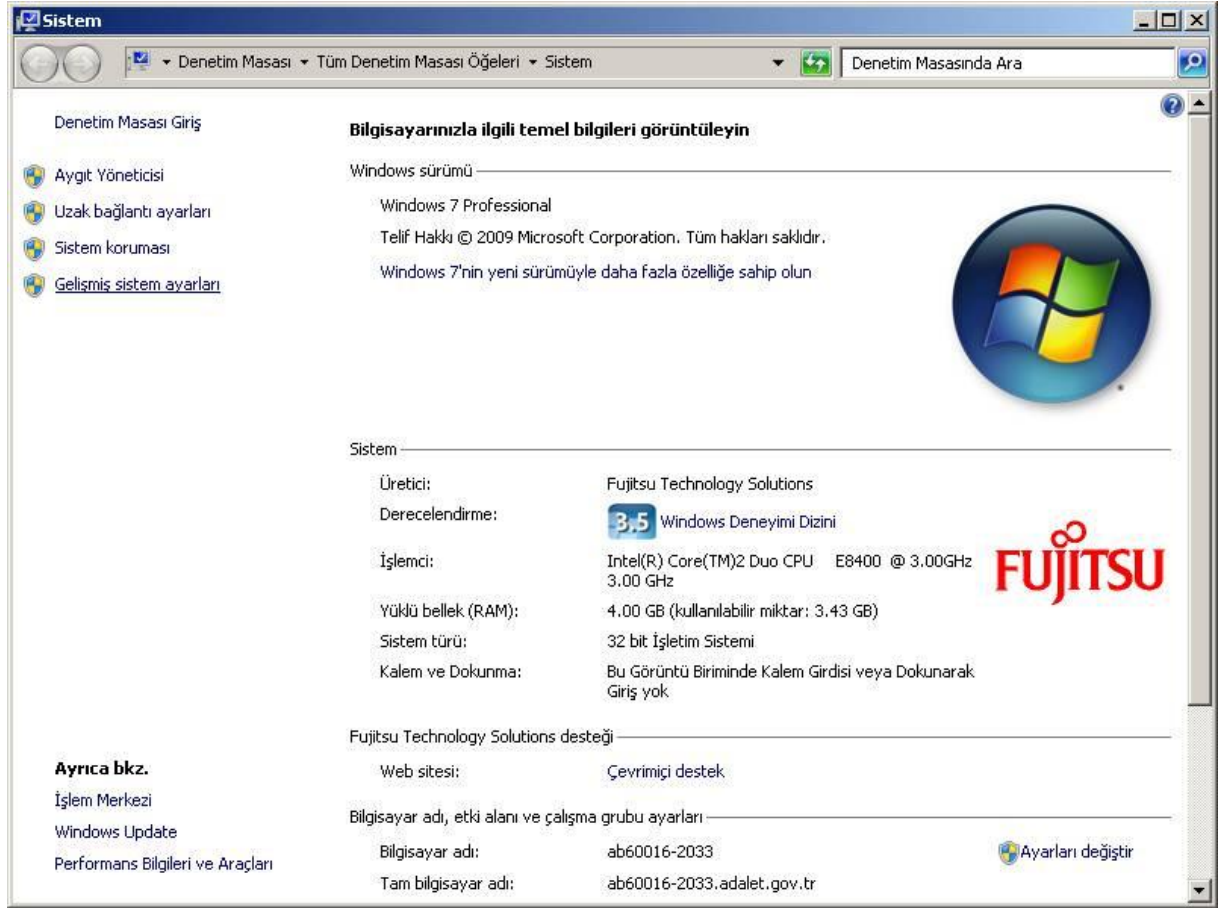 Sistem
Denetim Masası Tüm Denetim Masası Öğeleri Sistem
Denetim Masasında Ara
Denetim Masası Giriş
Aygıt Yöneticisi
Uzak bağlantı ayarları
Sistem koruması
Gelişmiş sistem ayarları
Bilgisayarınızla ilgili temel bilgileri görüntüleyin
Windows sürümü
Windows 7 Professional
Telif Hakkı © 2009 Microsoft Corporation. Tüm hakları saklıdır.
Windows 7'nin yeni sürümüyle daha fazla özelliğe sahip olun
Sistem
Üretici: Fujitsu Technology Solutions
Derecelendirme: 3,5 Windows Deneyimi Dizini
İşlemci: Intel(R) Core(TM)2 Duo CPU E8400 @ 3.00GHz
3.00 GHz
Yüklü bellek (RAM): 4.00 GB (kullanılabilir miktar: 3.43 GB)
Sistem türü: 32 bit İşletim Sistemi
Kalem ve Dokunma: Bu Görüntü Biriminde Kalem Girdisi veya Dokunarak
Giriş yok
FUJITSU
Fujitsu Technology Solutions desteği
Web sitesi: Çevrimiçi destek
Bilgisayar adı, etki alanı ve çalışma grubu ayarları
Bilgisayar adı: ab60016-2033
Ayarları değiştir
Tam bilgisayar adı: ab60016-2033.adalet.gov.tr
Ayrıca bkz.
İşlem Merkezi
Windows Update
Performans Bilgileri ve Araçları